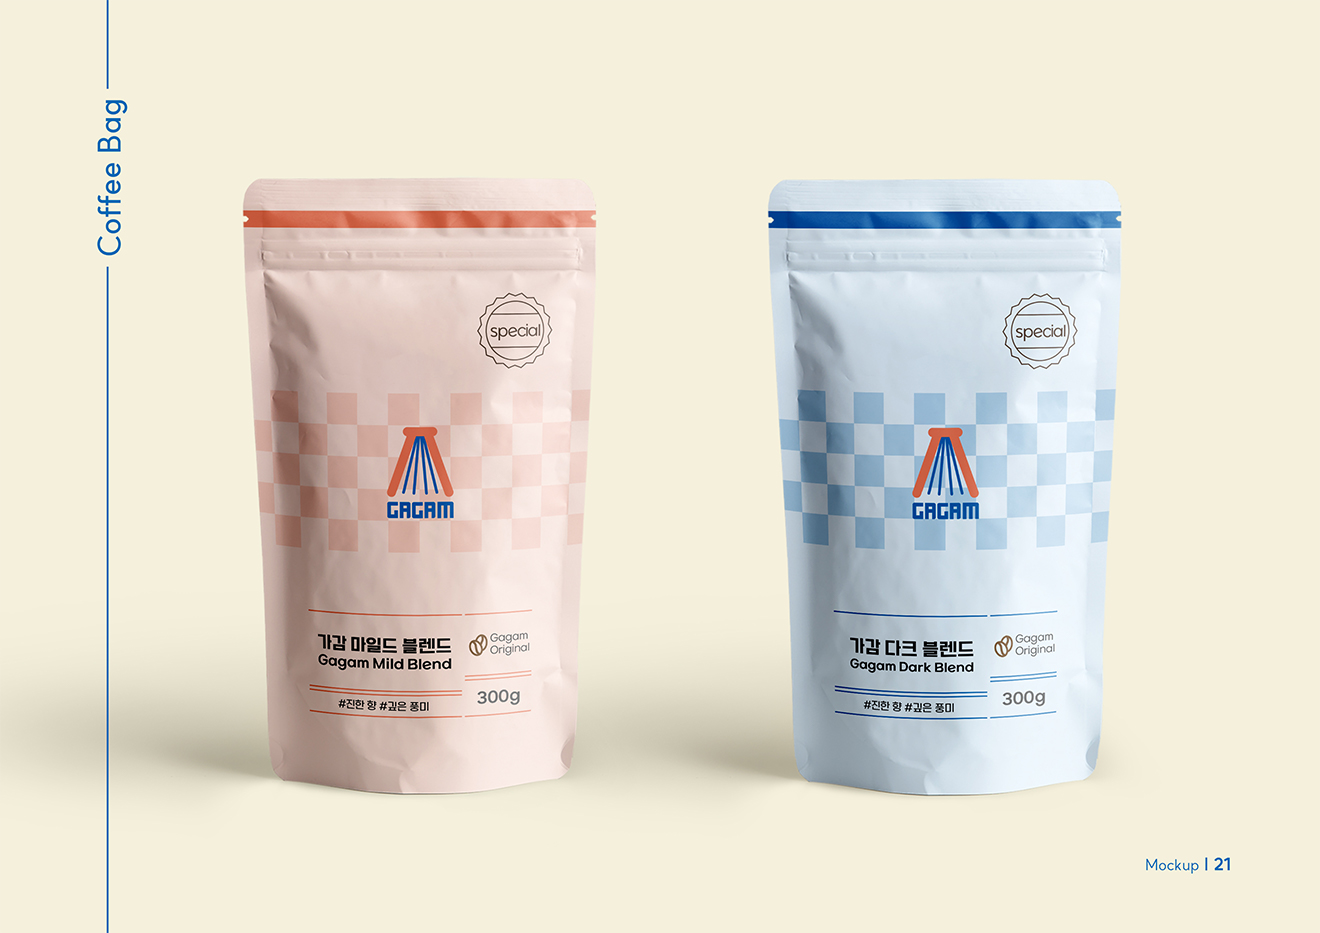 Coffee Bag
special
GAGAM
가감 마일드 블렌드
Gagam Mild Blend
Gagam
Original
#진한 향 #깊은 풍미
300g
special
GAGAM
가감 다크 블렌드
Gagam Dark Blend
Gagam
Original
#진한 향 #깊은 풍미
300g
Mockup | 21